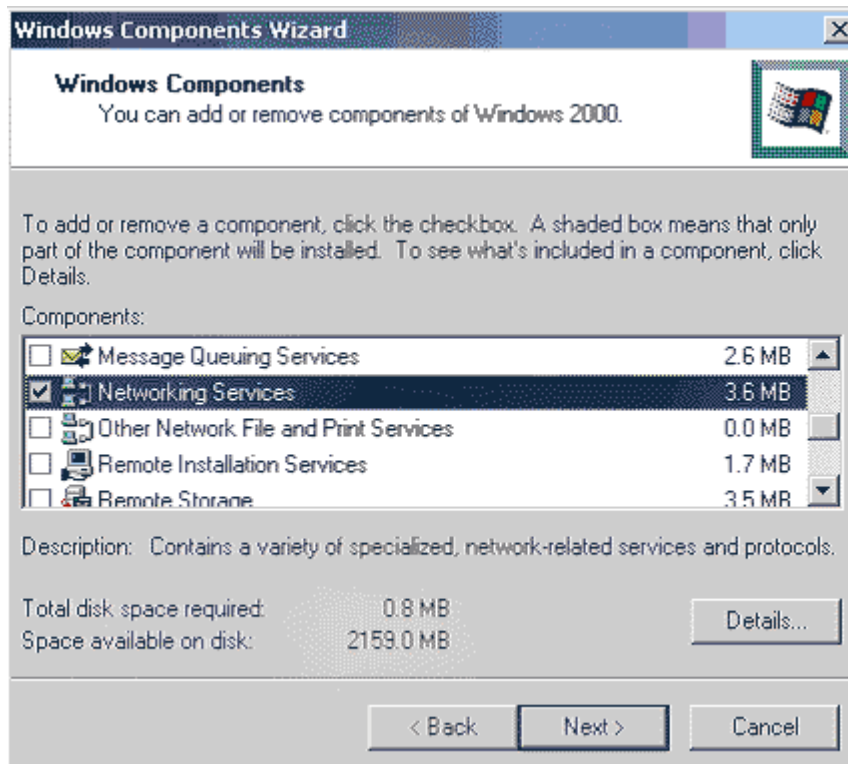 Windows Components Wizard
Windows Components
You can add or remove components of Windows 2000.
To add or remove a component, click the checkbox. A shaded box means that only
part of the component will be installed. To see what's included in a component, click
Details.
Components:
Message Queuing Services 2.6 MB
Networking Services 3.6 MB
Other Network File and Print Services 0.0 MB
Remote Installation Services 1.7 MB
Remote Storage 3.5 MB
Description: Contains a variety of specialized, network-related services and protocols.
Total disk space required: 0.8 MB
Space available on disk: 2159.0 MB
Details...
< Back Next > Cancel